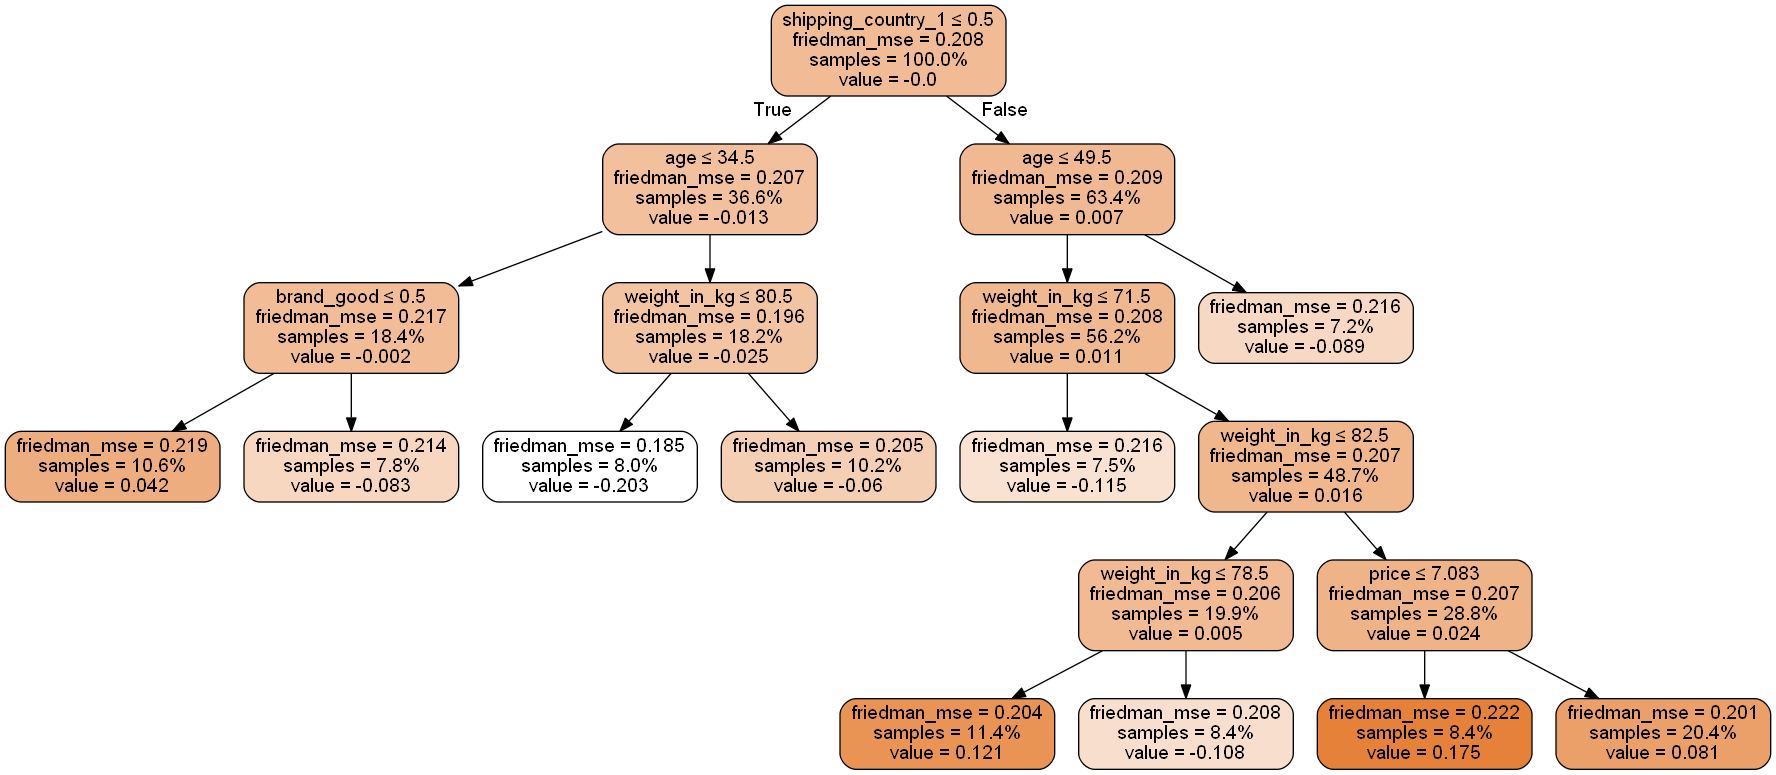 shipping_country_1 ≤ 0.5
friedman_mse = 0.208
samples = 100.0%
value = -0.0
True
False
age ≤ 34.5
friedman_mse = 0.207
samples = 36.6%
value = -0.013
age ≤ 49.5
friedman_mse = 0.209
samples = 63.4%
value = 0.007
brand_good ≤ 0.5
friedman_mse = 0.217
samples = 18.4%
value = -0.002
weight_in_kg ≤ 80.5
friedman_mse = 0.196
samples = 18.2%
value = -0.025
weight_in_kg ≤ 71.5
friedman_mse = 0.208
samples = 56.2%
value = 0.011
friedman_mse = 0.216
samples = 7.2%
value = -0.089
friedman_mse = 0.219
samples = 10.6%
value = 0.042
friedman_mse = 0.214
samples = 7.8%
value = -0.083
friedman_mse = 0.185
samples = 8.0%
value = -0.203
friedman_mse = 0.205
samples = 10.2%
value = -0.06
friedman_mse = 0.216
samples = 7.5%
value = -0.115
weight_in_kg ≤ 82.5
friedman_mse = 0.207
samples = 48.7%
value = 0.016
weight_in_kg ≤ 78.5
friedman_mse = 0.206
samples = 19.9%
value = 0.005
price ≤ 7.083
friedman_mse = 0.207
samples = 28.8%
value = 0.024
friedman_mse = 0.204
samples = 11.4%
value = 0.121
friedman_mse = 0.208
samples = 8.4%
value = -0.108
friedman_mse = 0.222
samples = 8.4%
value = 0.175
friedman_mse = 0.201
samples = 20.4%
value = 0.081